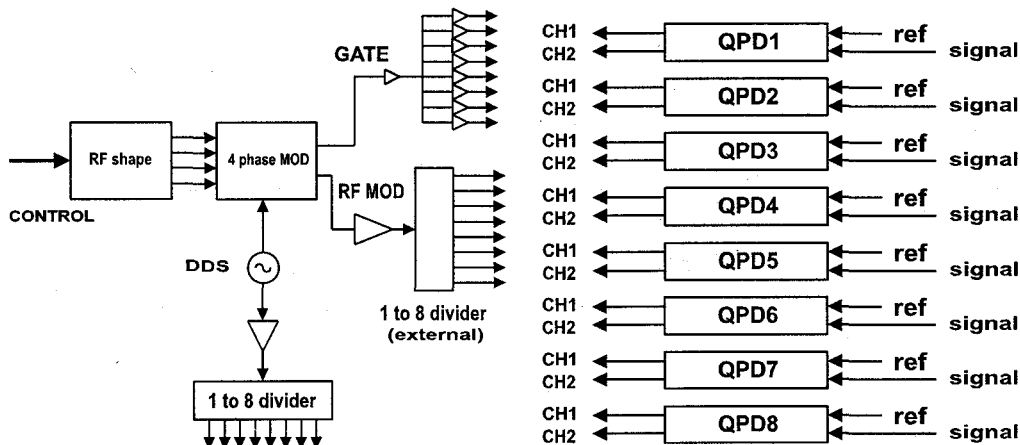 GATE
RF shape
4 phase MOD
CONTROL
RF MOD
DDS
1 to 8 divider
(external)
1 to 8 divider
CH1 QPD1 ref
CH2 signal
CH1 QPD2 ref
CH2 signal
CH1 QPD3 ref
CH2 signal
CH1 QPD4 ref
CH2 signal
CH1 QPD5 ref
CH2 signal
CH1 QPD6 ref
CH2 signal
CH1 QPD7 ref
CH2 signal
CH1 QPD8 ref
CH2 signal